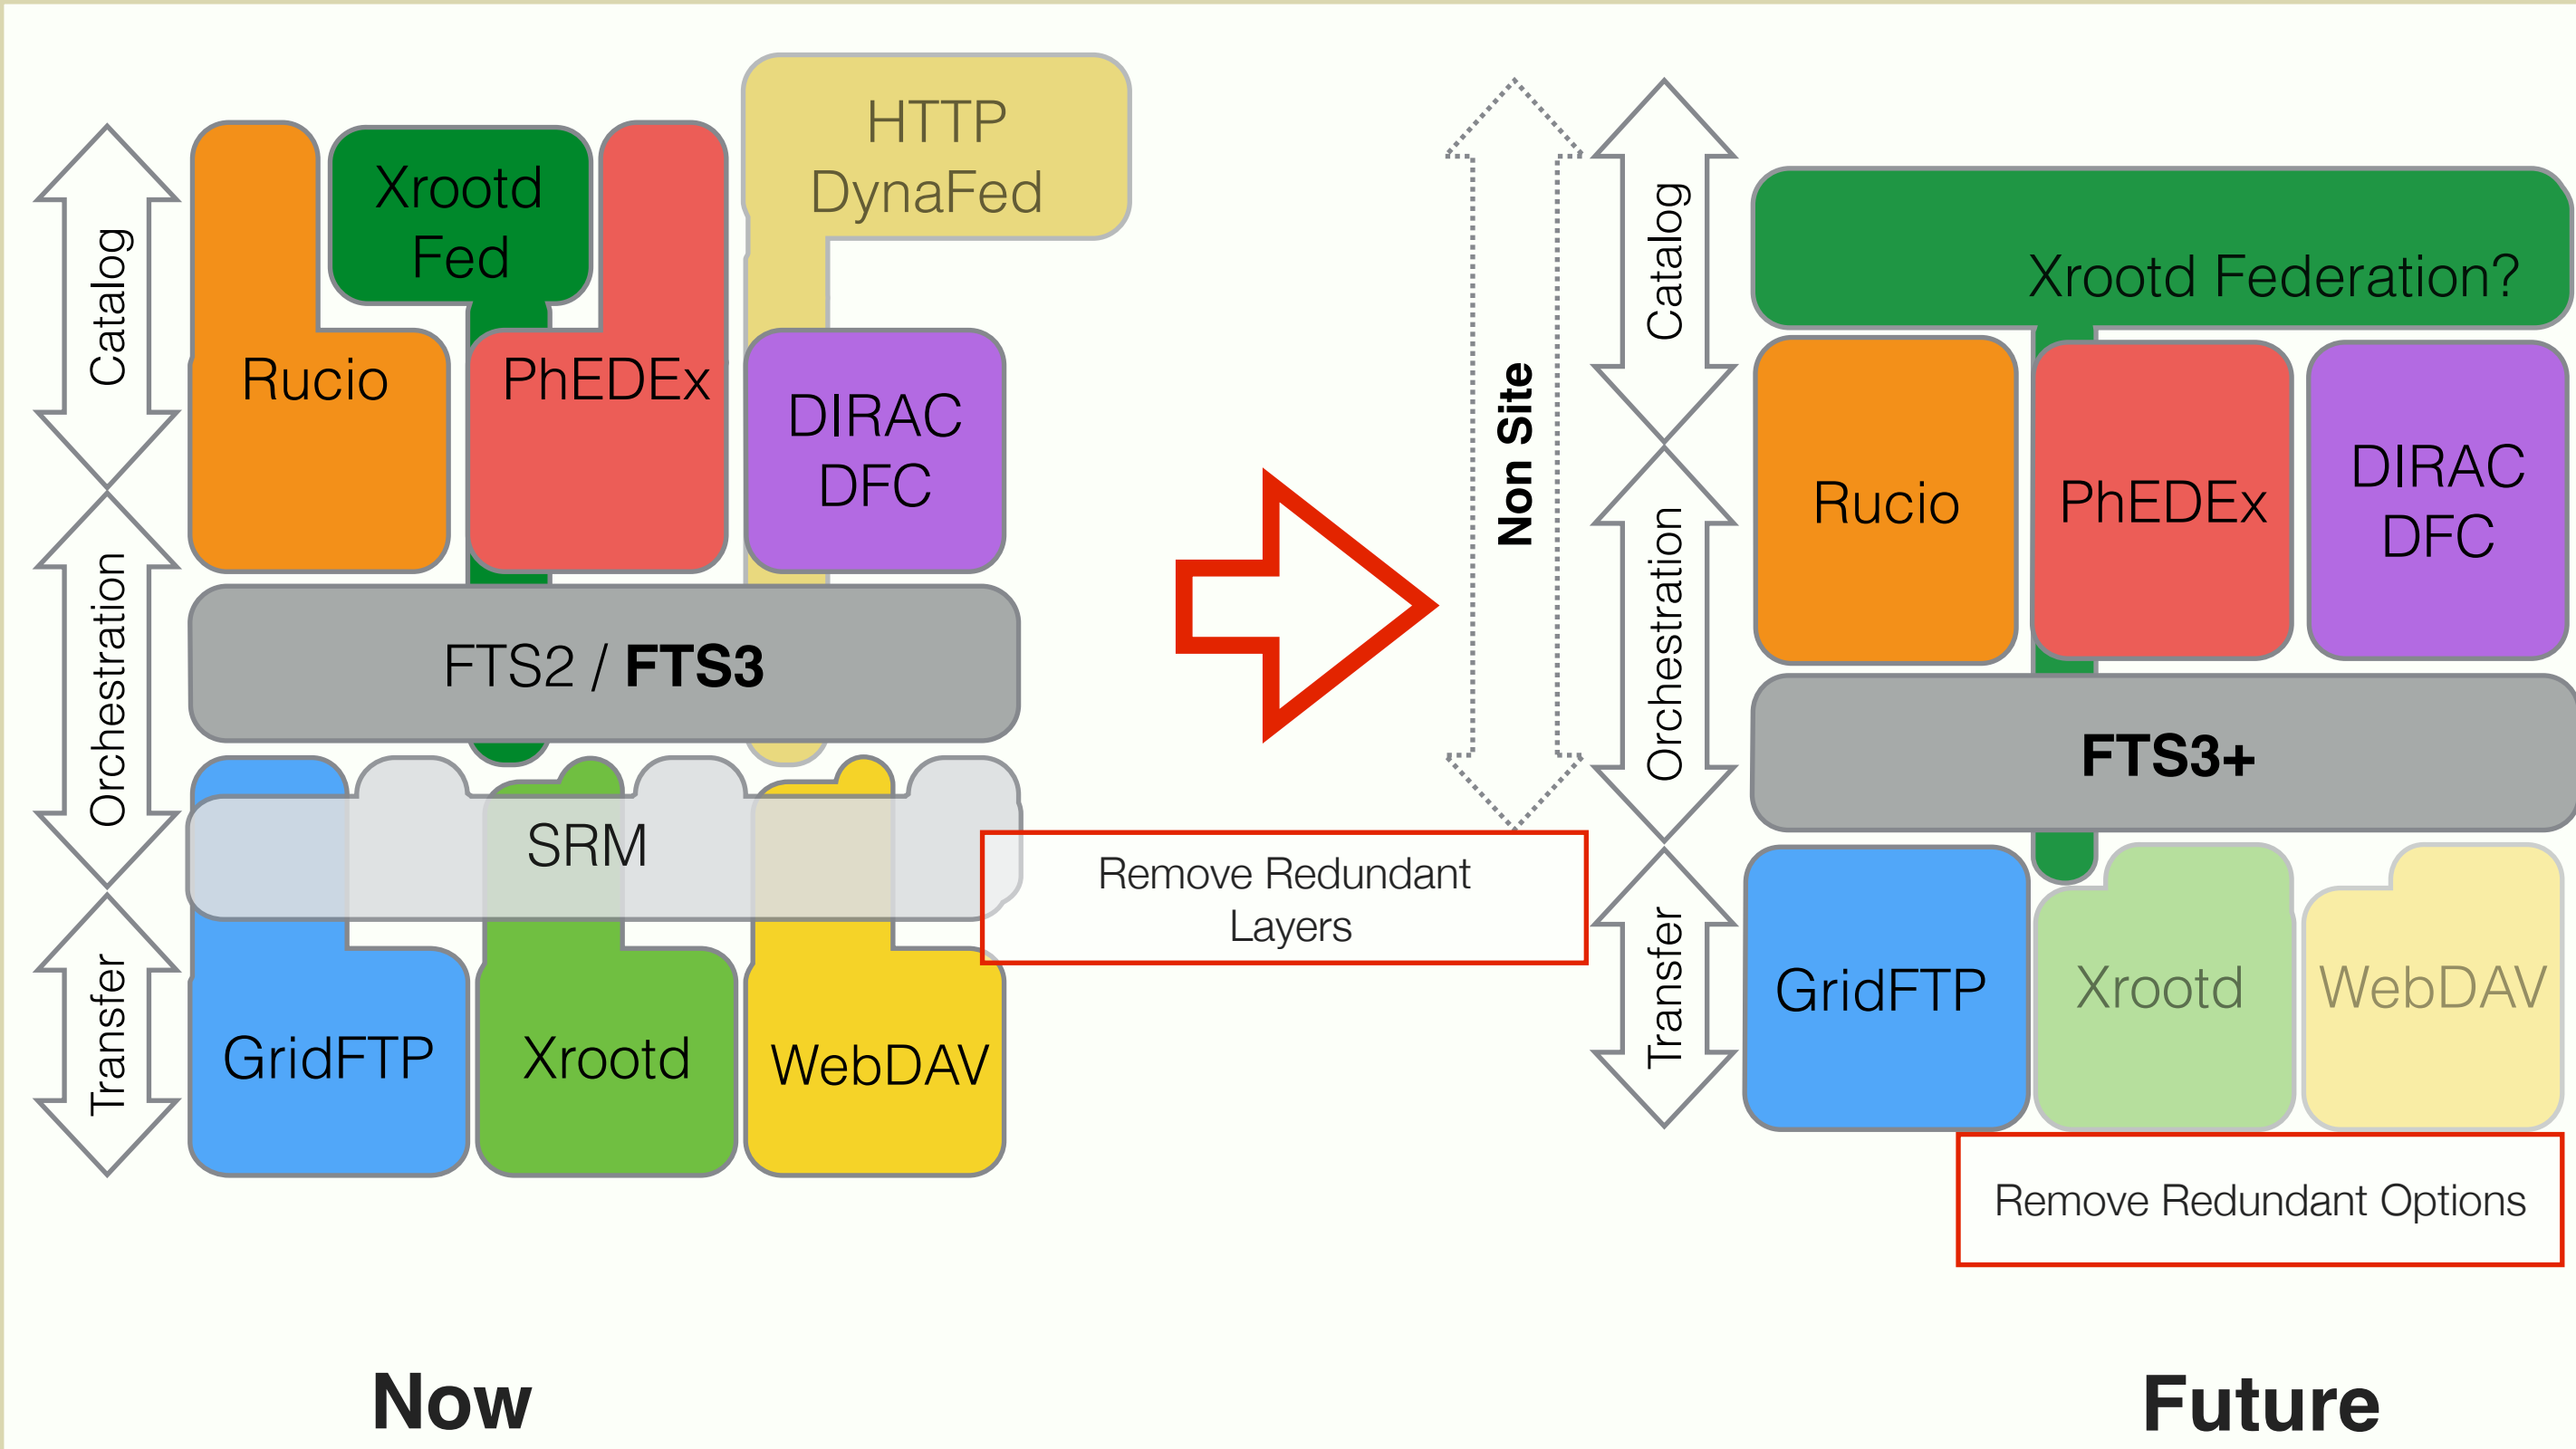 Catalog
Orchestration
Transfer
Rucio
Xrootd
Fed
PhEDEx
HTTP
DynaFed
DIRAC
DFC
FTS2 / FTS3
SRM
GridFTP
Xrootd
WebDAV
Now
Remove Redundant
Layers
Non Site
Catalog
Orchestration
Transfer
Xrootd Federation?
Rucio
PhEDEx
DIRAC
DFC
FTS3+
GridFTP
Xrootd
WebDAV
Remove Redundant Options
Future